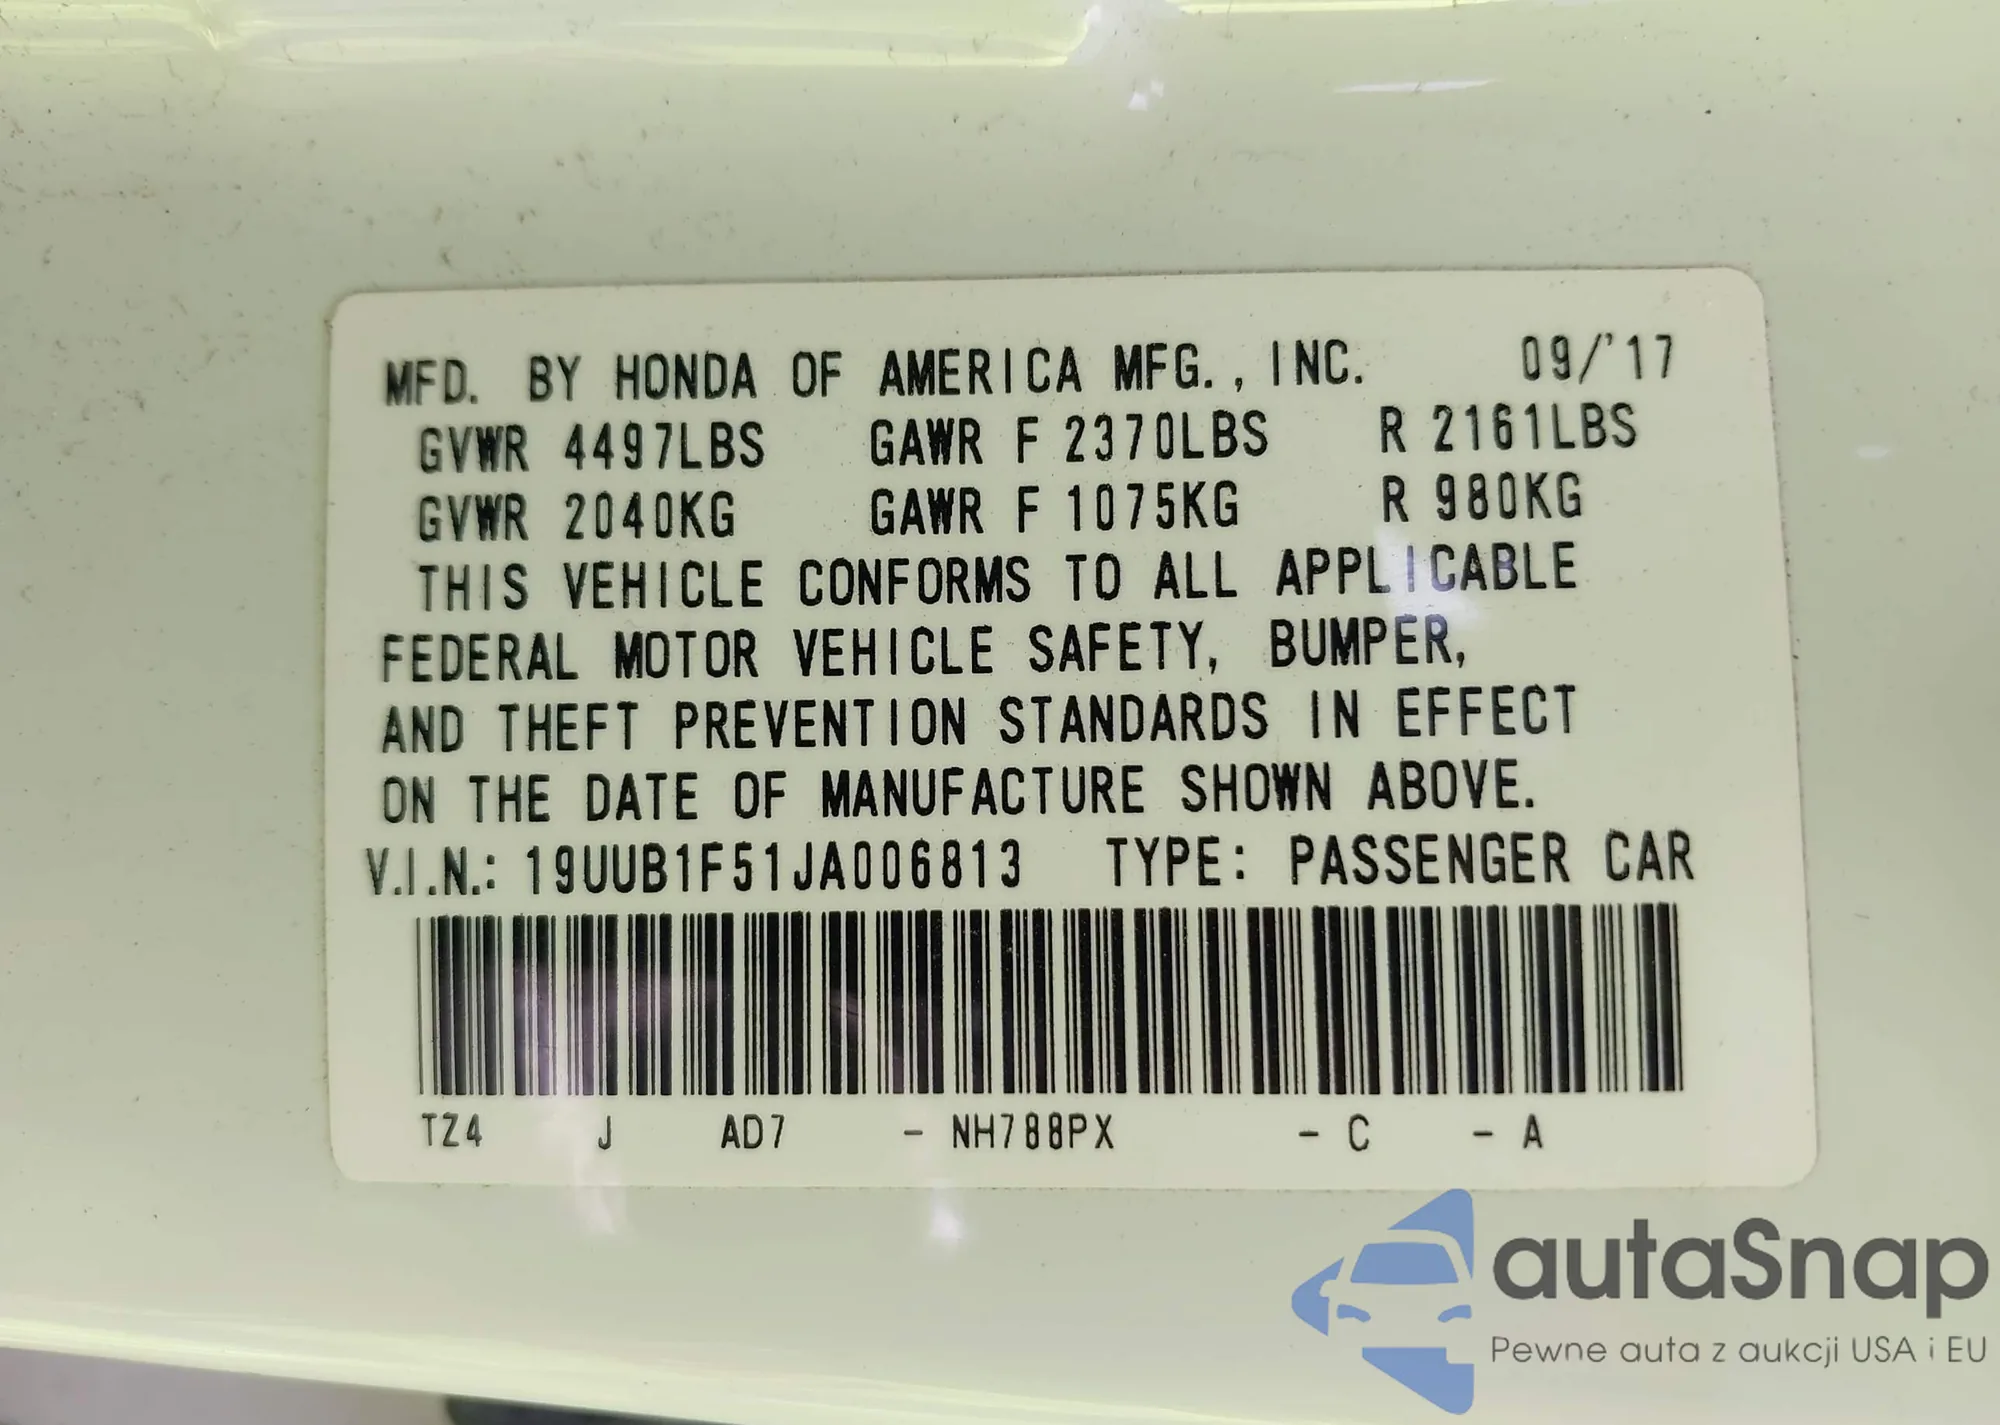 MFD. BY HONDA OF AMERICA MFG., INC. 09/'17
GVWR 4497LBS GAWR F 2370LBS R 2161LBS
GVWR 2040KG GAWR F 1075KG R 980KG
THIS VEHICLE CONFORMS TO ALL APPLICABLE
FEDERAL MOTOR VEHICLE SAFETY, BUMPER,
AND THEFT PREVENTION STANDARDS IN EFFECT
ON THE DATE OF MANUFACTURE SHOWN ABOVE.
V.I.N.: 19UUB1F51JA006813 TYPE: PASSENGER CAR
TZ4 J AD7 - NH788PX - C - A
autaSnap
Pewne auta z aukcji USA i EU